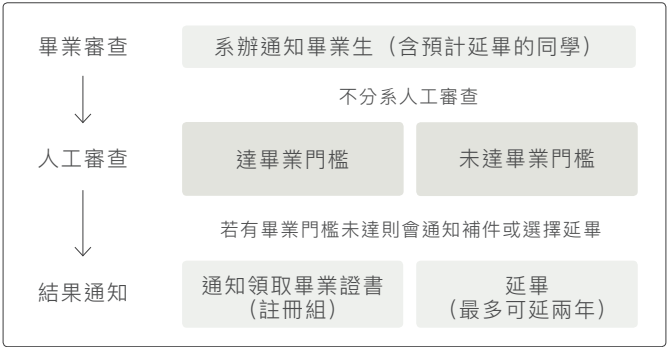 畢業審查
系辦通知畢業生（含預計延畢的同學）
不分系人工審查
人工審查
達畢業門檻
未達畢業門檻
若有畢業門檻未達則會通知補件或選擇延畢
結果通知
通知領取畢業證書
（註冊組）
延畢
（最多可延兩年）